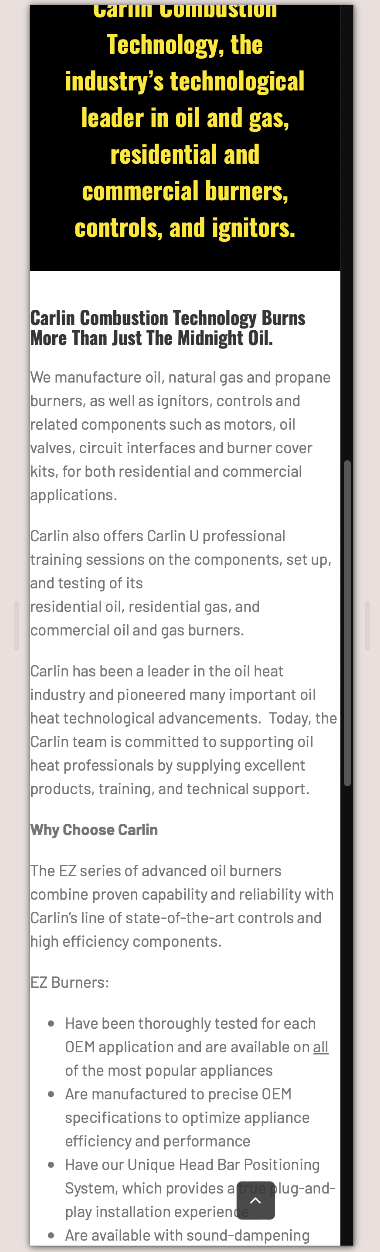 Carlin Combustion
Technology, the
industry’s technological
leader in oil and gas,
residential and
commercial burners,
controls, and ignitors.
Carlin Combustion Technology Burns
More Than Just The Midnight Oil.
We manufacture oil, natural gas and propane
burners, as well as ignitors, controls and
related components such as motors, oil
valves, circuit interfaces and burner cover
kits, for both residential and commercial
applications.
Carlin also offers Carlin U professional
training sessions on the components, set up,
and testing of its
residential oil, residential gas, and
commercial oil and gas burners.
Carlin has been a leader in the oil heat
industry and pioneered many important oil
heat technological advancements.  Today, the
Carlin team is committed to supporting oil
heat professionals by supplying excellent
products, training, and technical support.
Why Choose Carlin
The EZ series of advanced oil burners
combine proven capability and reliability with
Carlin’s line of state-of-the-art controls and
high efficiency components.
EZ Burners:
Have been thoroughly tested for each
OEM application and are available on all
of the most popular appliances
Are manufactured to precise OEM
specifications to optimize appliance
efficiency and performance
Have our Unique Head Bar Positioning
System, which provides a true plug-and-
play installation experience
Are available with sound-dampening